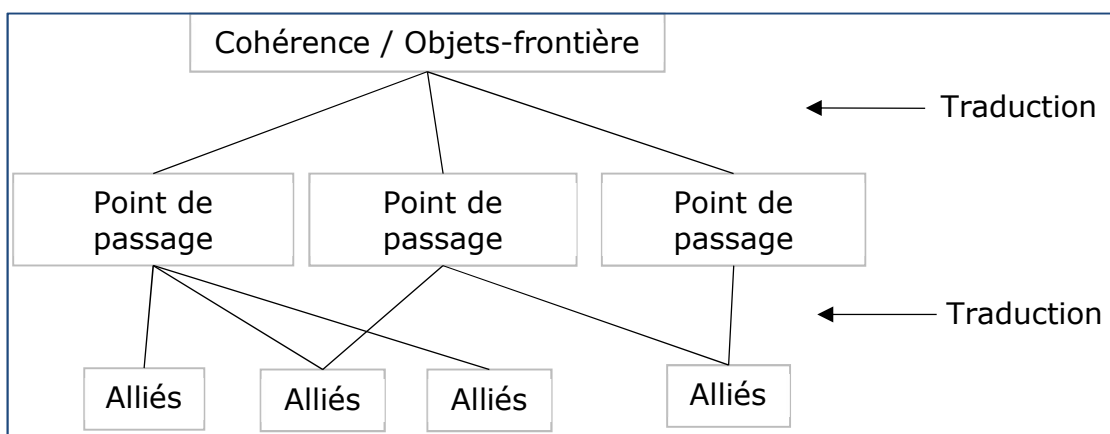 Cohérence / Objets-frontière
Traduction
Point de
passage
Point de
passage
Point de
passage
Traduction
Alliés
Alliés
Alliés
Alliés